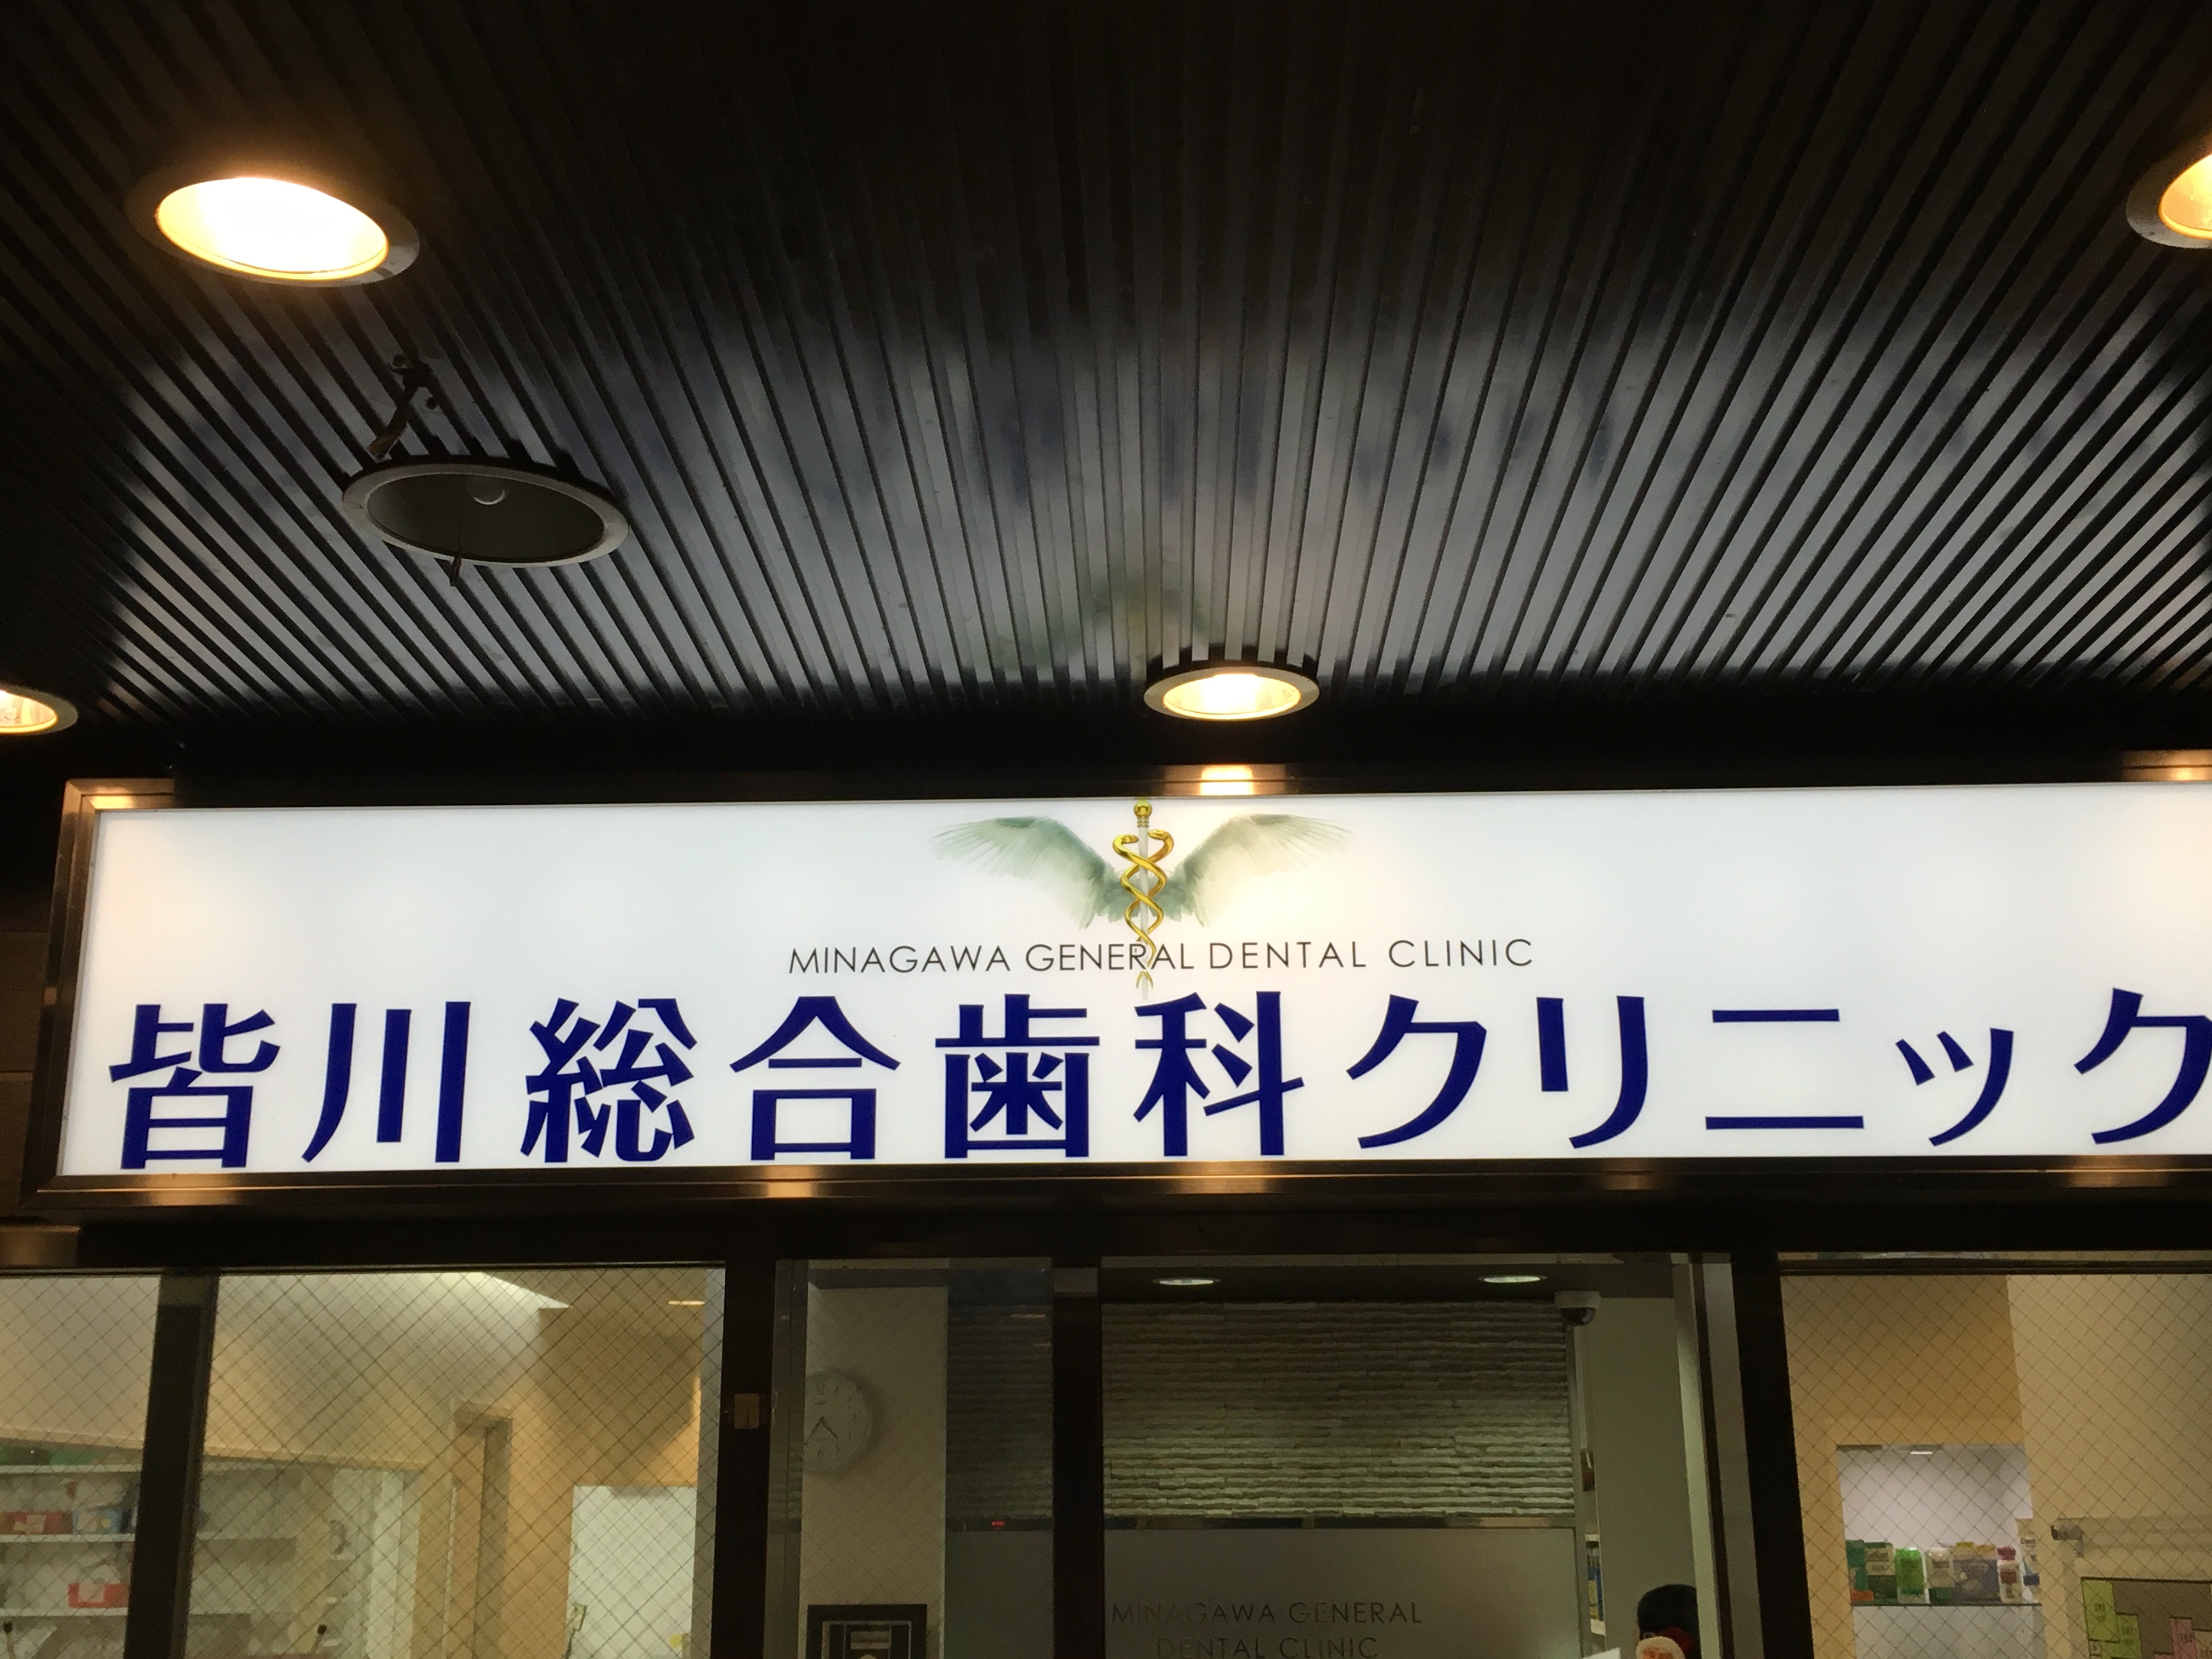 MINAGAWA GENERAL DENTAL CLINIC
皆川総合歯科クリニック
MINAGAWA GENERAL
DENTAL CLINIC